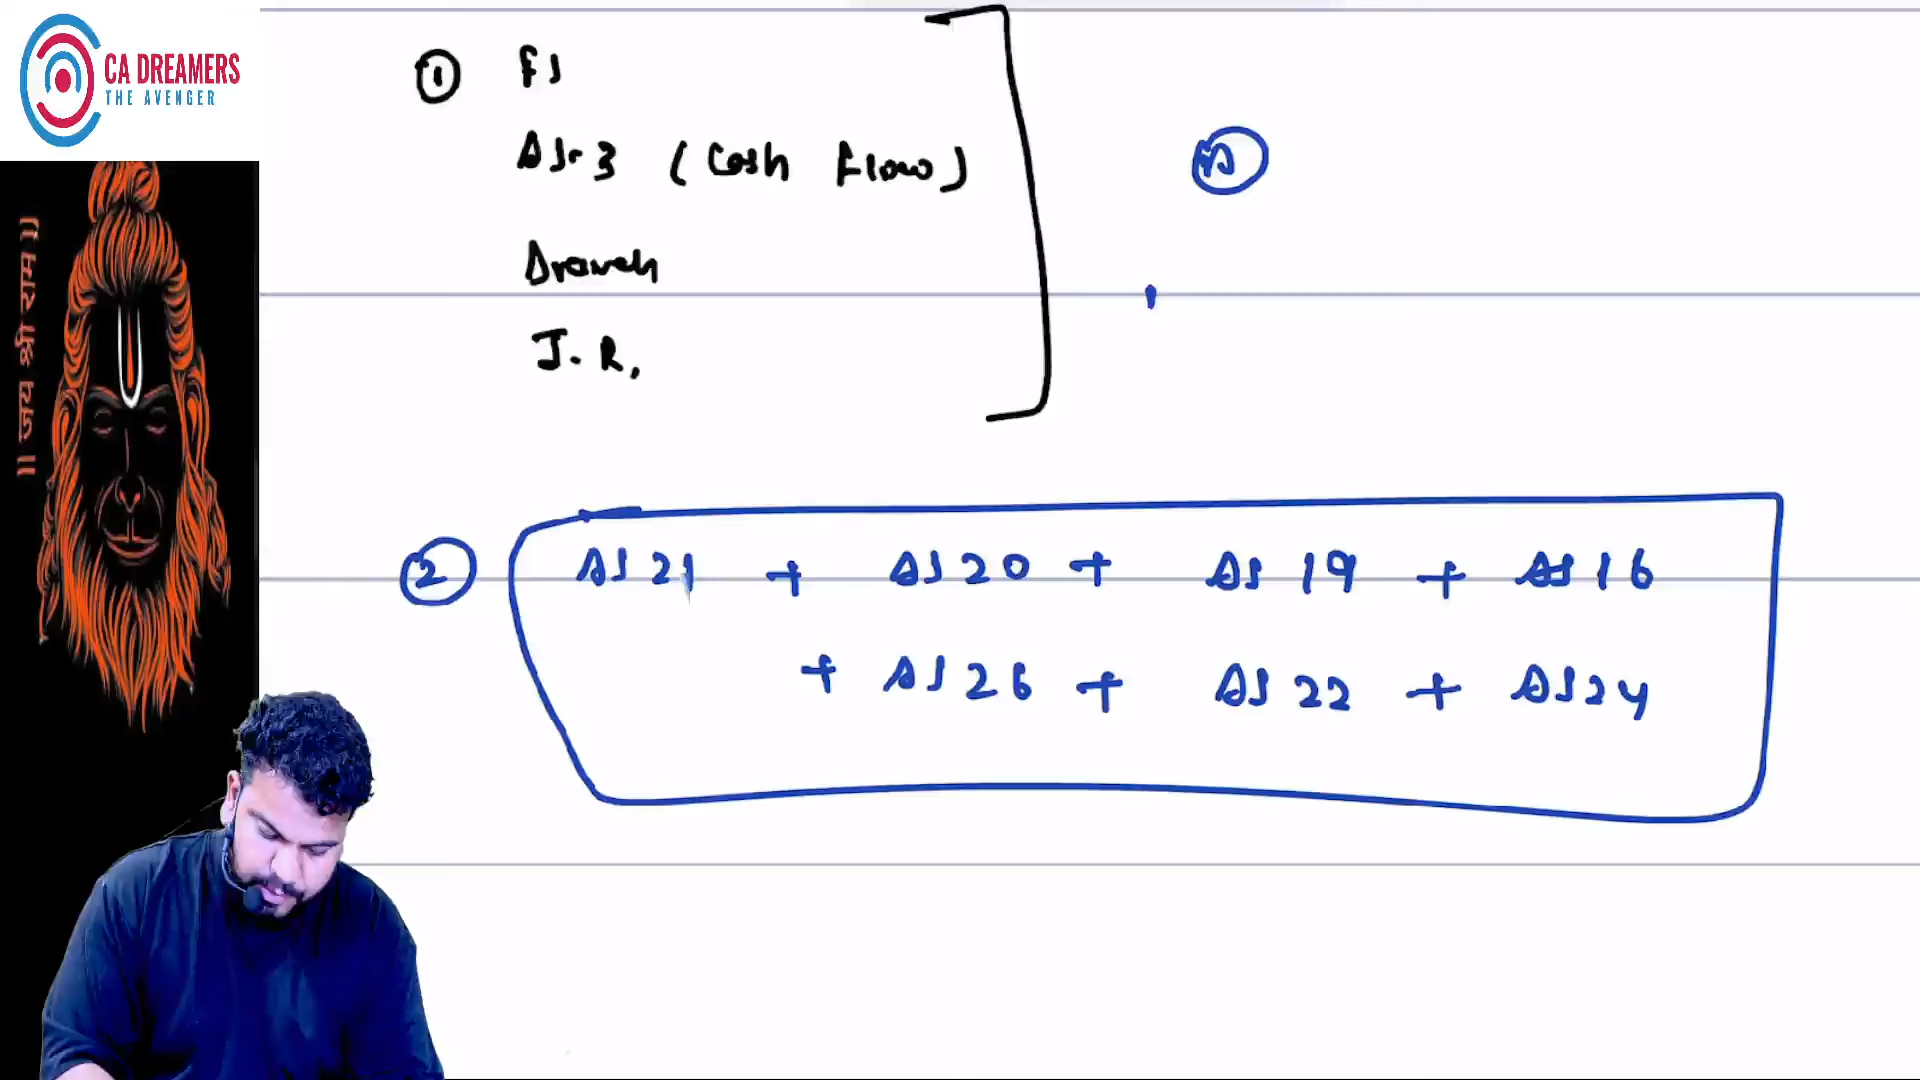 CA DREAMERS
THE AVENGER
॥ जय श्री राम ॥
① FS
AS-3 (Cash Flow)
Branch
I.R.
② AS 21 + AS 20 + AS 19 + AS 16
+ AS 26 + AS 22 + AS 24